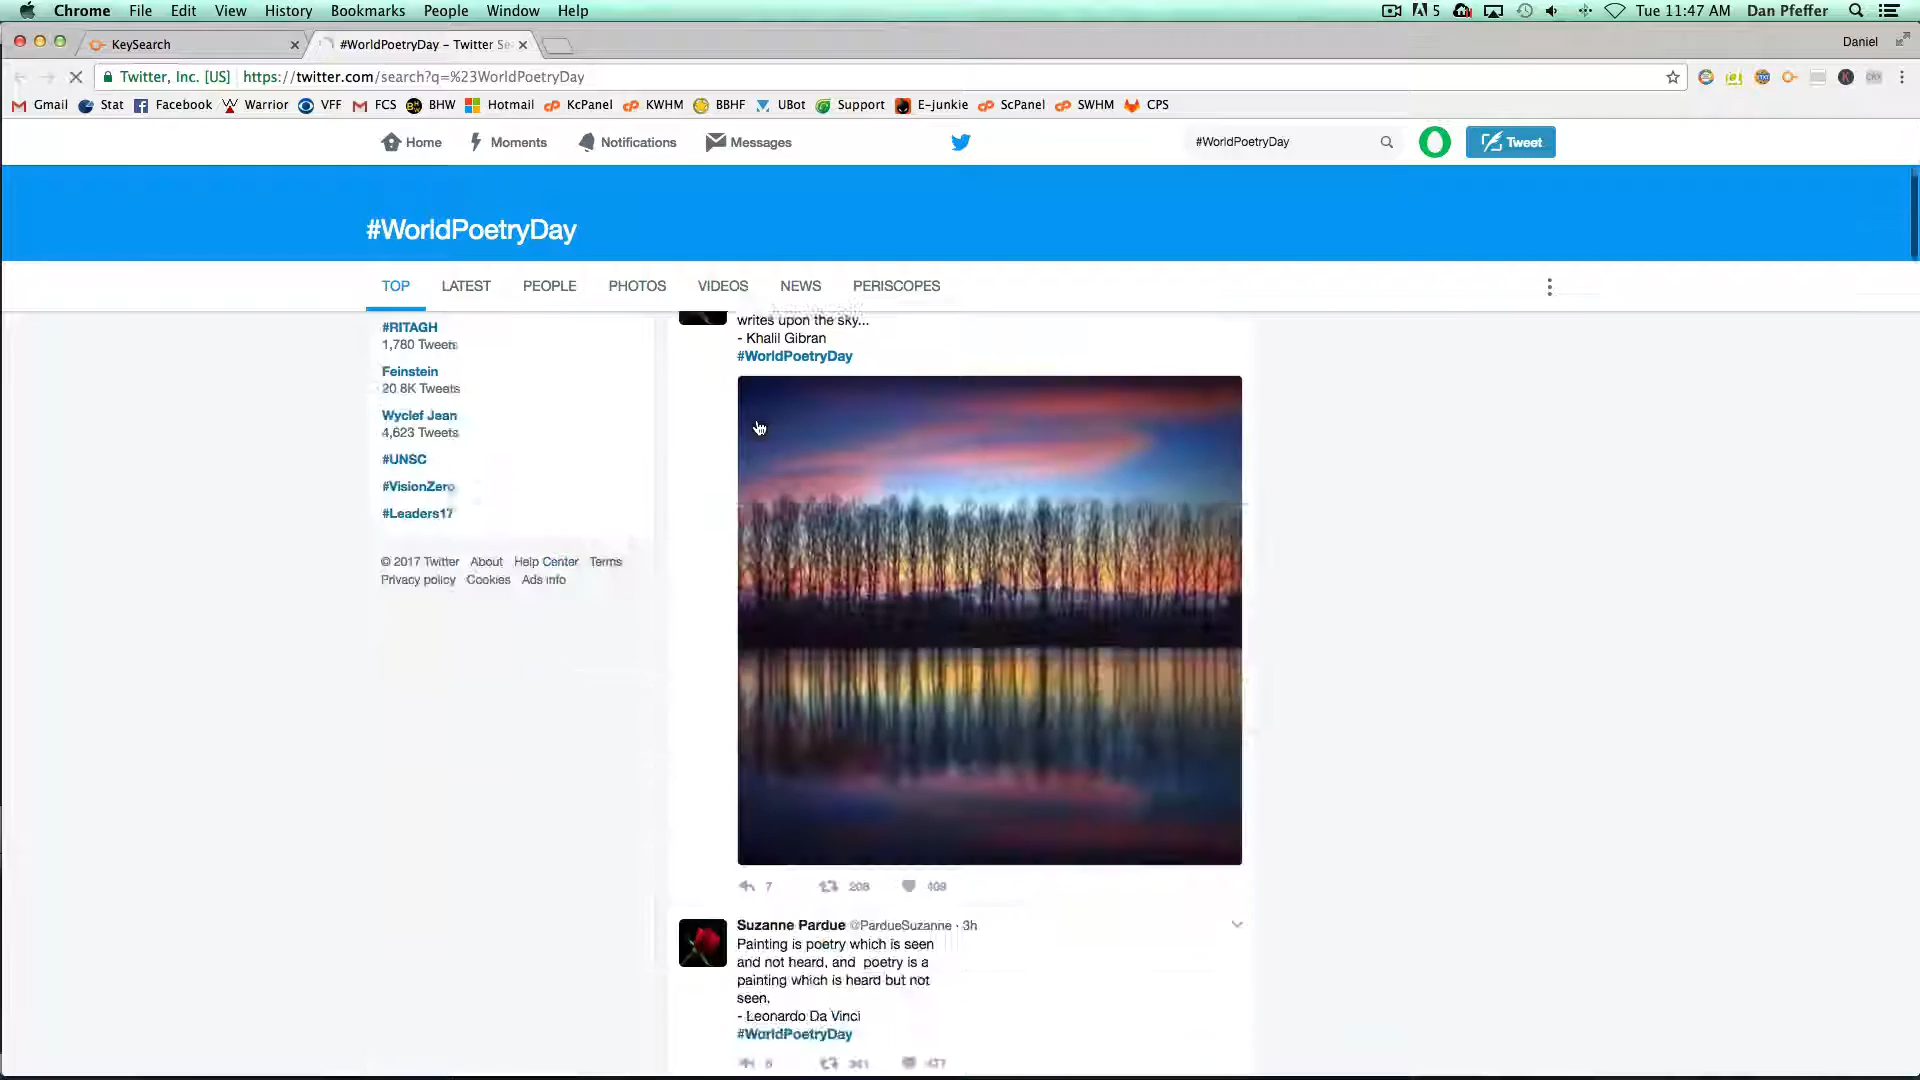 Chrome File Edit View History Bookmarks People Window Help 5 Tue 11:47 AM Dan Pfeffer
KeySearch #WorldPoetryDay – Twitter Se Daniel
Twitter, Inc. [US] https://twitter.com/search?q=%23WorldPoetryDay
Gmail Stat Facebook Warrior VFF FCS BHW Hotmail KcPanel KWHM BBHF UBot Support E-junkie ScPanel SWHM CPS
Home Moments Notifications Messages #WorldPoetryDay Tweet
#WorldPoetryDay
TOP LATEST PEOPLE PHOTOS VIDEOS NEWS PERISCOPES
#RITAGH
1,780 Tweets
Feinstein
20.8K Tweets
Wyclef Jean
4,623 Tweets
#UNSC
#VisionZero
#Leaders17
© 2017 Twitter About Help Center Terms
Privacy policy Cookies Ads info
writes upon the sky...
- Khalil Gibran
#WorldPoetryDay
7 208 409
Suzanne Pardue @PardueSuzanne · 3h
Painting is poetry which is seen
and not heard, and poetry is a
painting which is heard but not
seen.
- Leonardo Da Vinci
#WorldPoetryDay